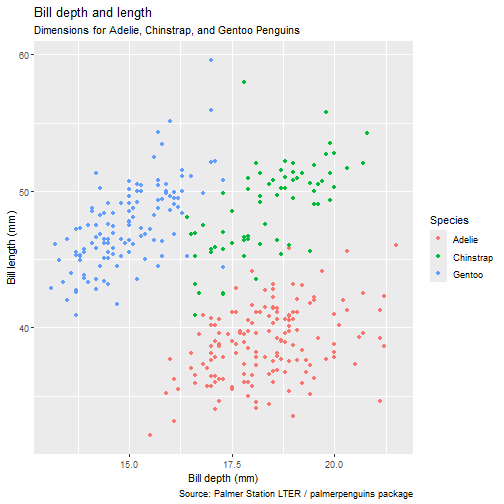 Bill depth and length
Dimensions for Adelie, Chinstrap, and Gentoo Penguins
60
50
40
Bill length (mm)
15.0
17.5
20.0
Bill depth (mm)
Species
Adelie
Chinstrap
Gentoo
Source: Palmer Station LTER / palmerpenguins package